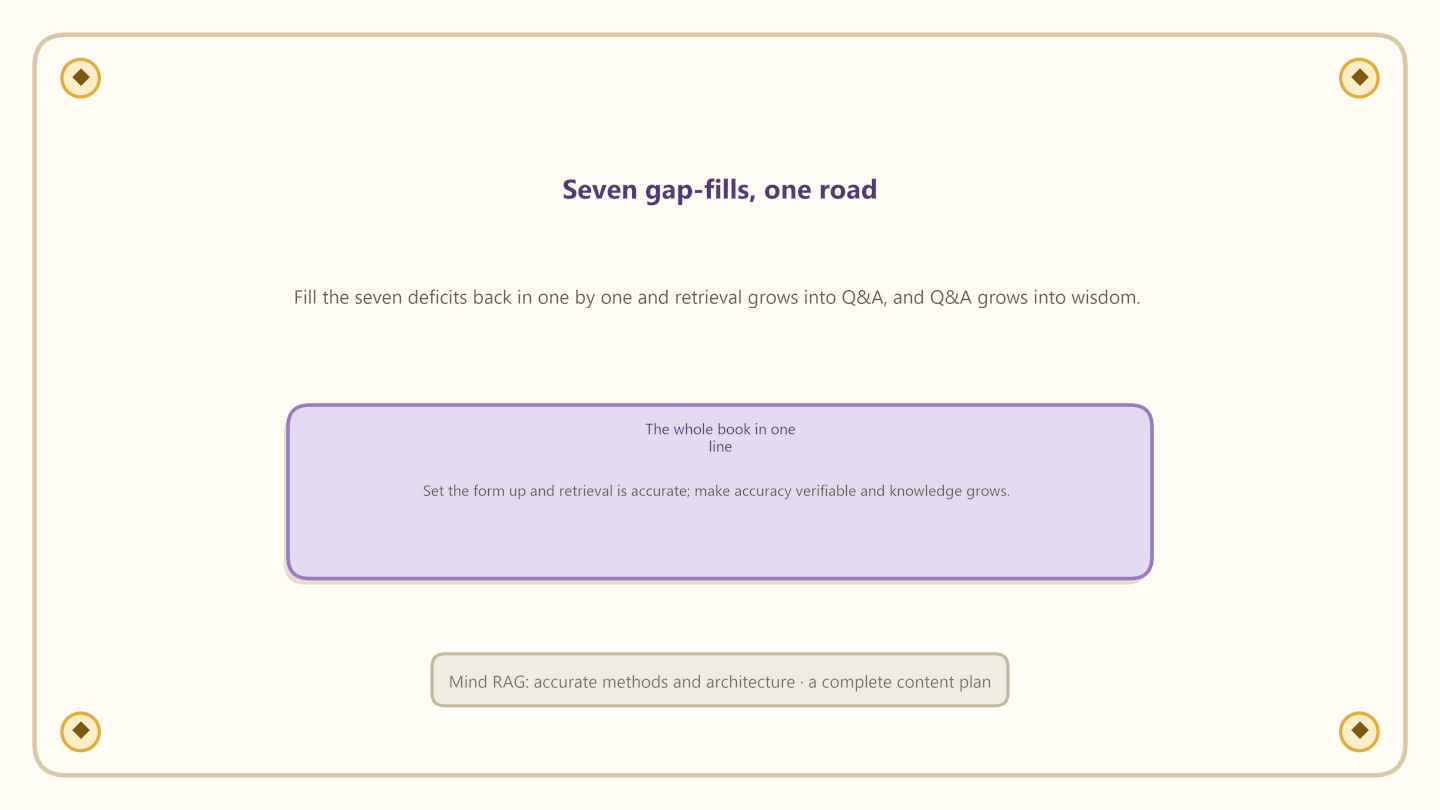 Seven gap-fills, one road
Fill the seven deficits back in one by one and retrieval grows into Q&A, and Q&A grows into wisdom.
The whole book in one
line
Set the form up and retrieval is accurate; make accuracy verifiable and knowledge grows.
Mind RAG: accurate methods and architecture · a complete content plan